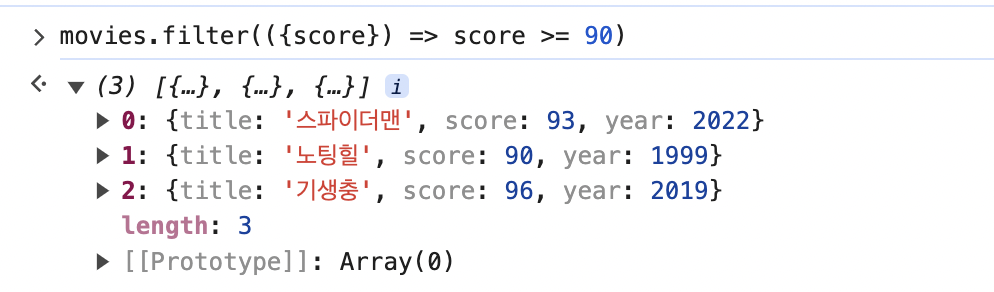 > movies.filter(({score}) => score >= 90)
<· ▼ (3) [{…}, {…}, {…}] i
▶ 0: {title: '스파이더맨', score: 93, year: 2022}
▶ 1: {title: '노팅힐', score: 90, year: 1999}
▶ 2: {title: '기생충', score: 96, year: 2019}
length: 3
▶ [[Prototype]]: Array(0)